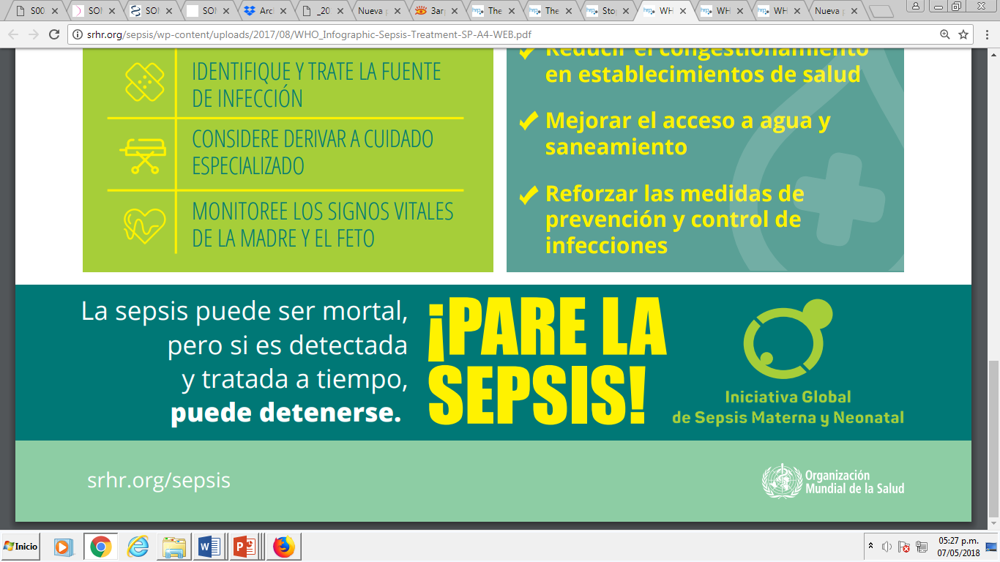 S00
SOM
SOM
SOM
Arc
_20
Nueva p
Зар
The
The
Stop
WH
WH
WH
Nueva p
srhr.org/sepsis/wp-content/uploads/2017/08/WHO_Infographic-Sepsis-Treatment-SP-A4-WEB.pdf
IDENTIFIQUE Y TRATE LA FUENTE
DE INFECCIÓN
CONSIDERE DERIVAR A CUIDADO
ESPECIALIZADO
MONITOREE LOS SIGNOS VITALES
DE LA MADRE Y EL FETO
Reducir el congestionamiento
en establecimientos de salud
Mejorar el acceso a agua y
saneamiento
Reforzar las medidas de
prevención y control de
infecciones
La sepsis puede ser mortal,
pero si es detectada
y tratada a tiempo,
puede detenerse.
¡PARE LA
SEPSIS!
Iniciativa Global
de Sepsis Materna y Neonatal
srhr.org/sepsis
Organización
Mundial de la Salud
Inicio
05:27 p.m.
07/05/2018